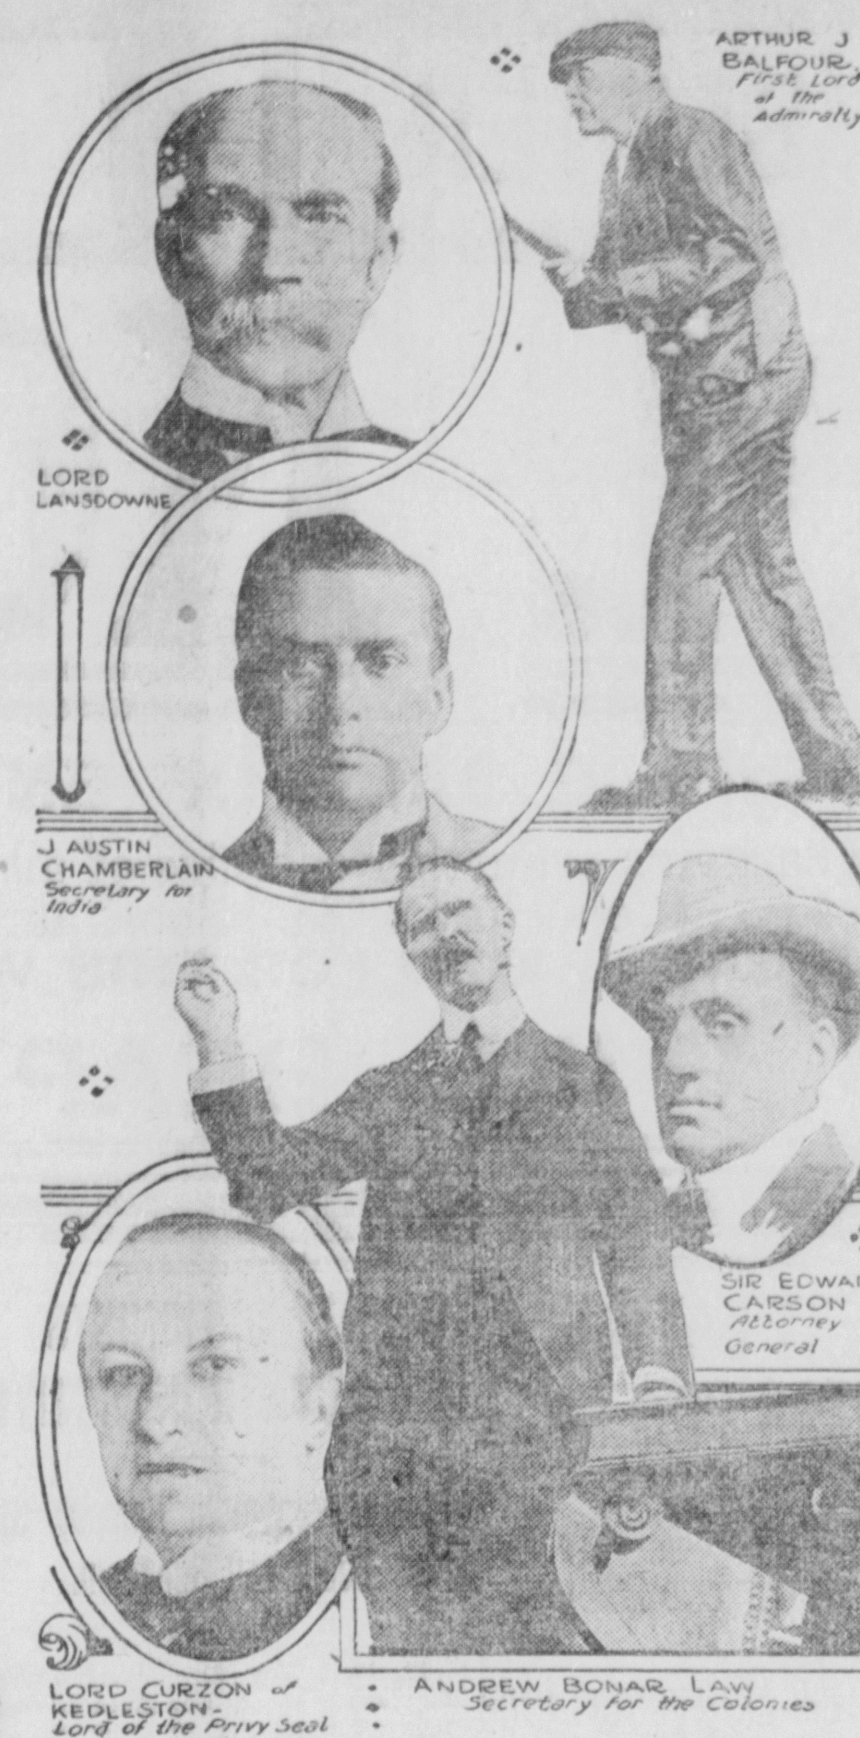 ARTHUR J
BALFOUR,
First Lord
of the
Admiralty
LORD
LANSDOWNE
J AUSTIN
CHAMBERLAIN
Secretary for
India
SIR EDWA
CARSON
Attorney
General
LORD CURZON of
KEDLESTON-
Lord of the Privy Seal
ANDREW BONAR LAW
Secretary for the Colonies